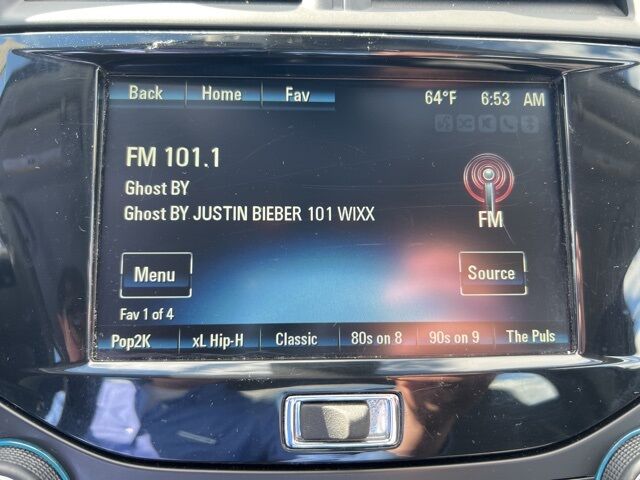 Back Home Fav 64°F 6:53 AM
FM 101.1
Ghost BY
Ghost BY JUSTIN BIEBER 101 WIXX
FM
Menu Source
Fav 1 of 4
Pop2K xL Hip-H Classic 80s on 8 90s on 9 The Puls